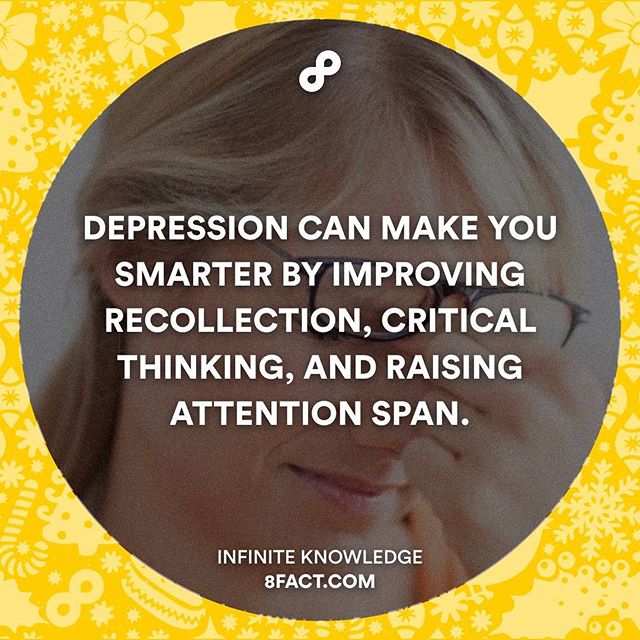 DEPRESSION CAN MAKE YOU
SMARTER BY IMPROVING
RECOLLECTION, CRITICAL
THINKING, AND RAISING
ATTENTION SPAN.
INFINITE KNOWLEDGE
8FACT.COM